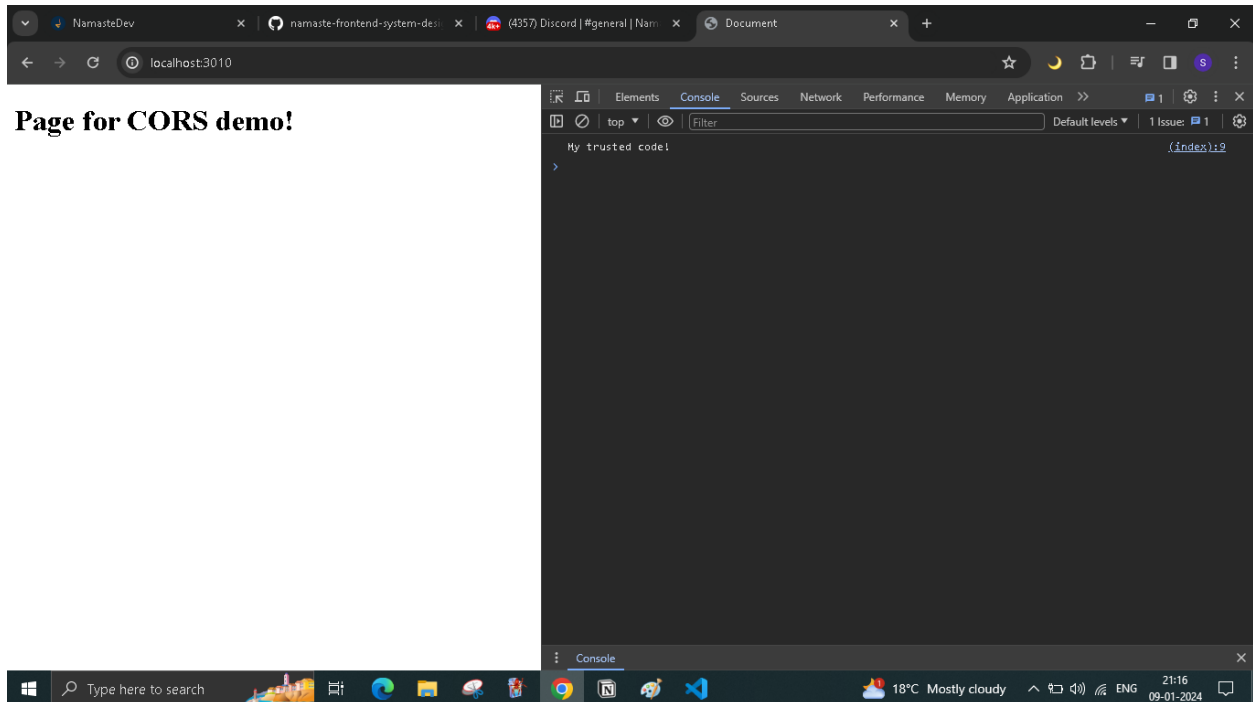 NamasteDev
namaste-frontend-system-desi
(4357) Discord | #general | Nam
Document
localhost:3010
S
Page for CORS demo!
Elements Console Sources Network Performance Memory Application >> 1
top Filter Default levels 1 Issue: 1
My trusted code! (index):9
>
Console
Type here to search
18°C Mostly cloudy
ENG
21:16
09-01-2024